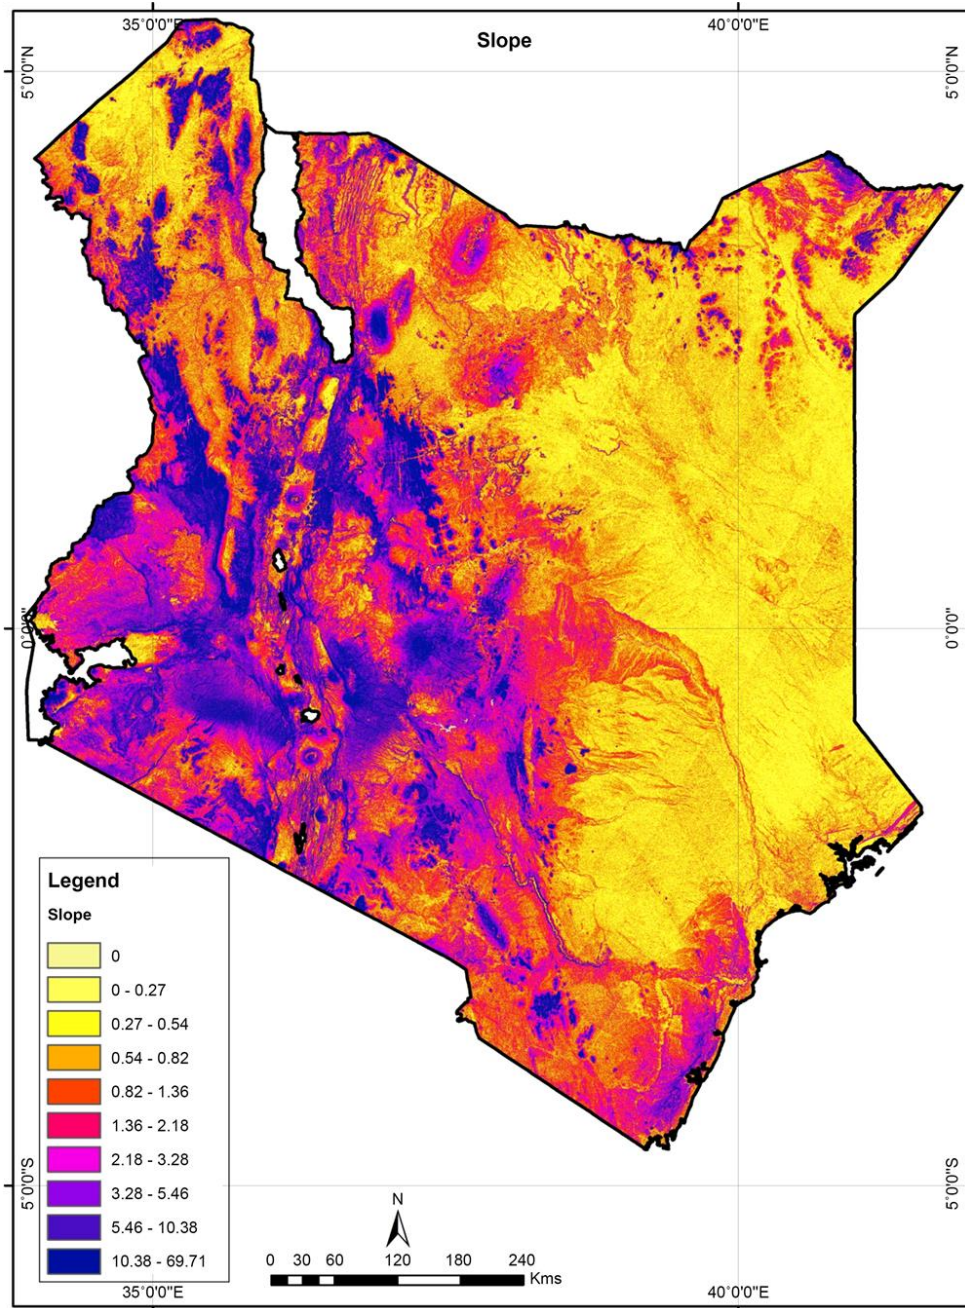 35°0'0"E
40°0'0"E
Slope
5°0'0"N
5°0'0"N
0°0'0"
0°0'0"
Legend
Slope
0
0 - 0.27
0.27 - 0.54
0.54 - 0.82
0.82 - 1.36
1.36 - 2.18
2.18 - 3.28
3.28 - 5.46
5.46 - 10.38
10.38 - 69.71
5°0'0"S
5°0'0"S
N
0 30 60 120 180 240
Kms
35°0'0"E
40°0'0"E